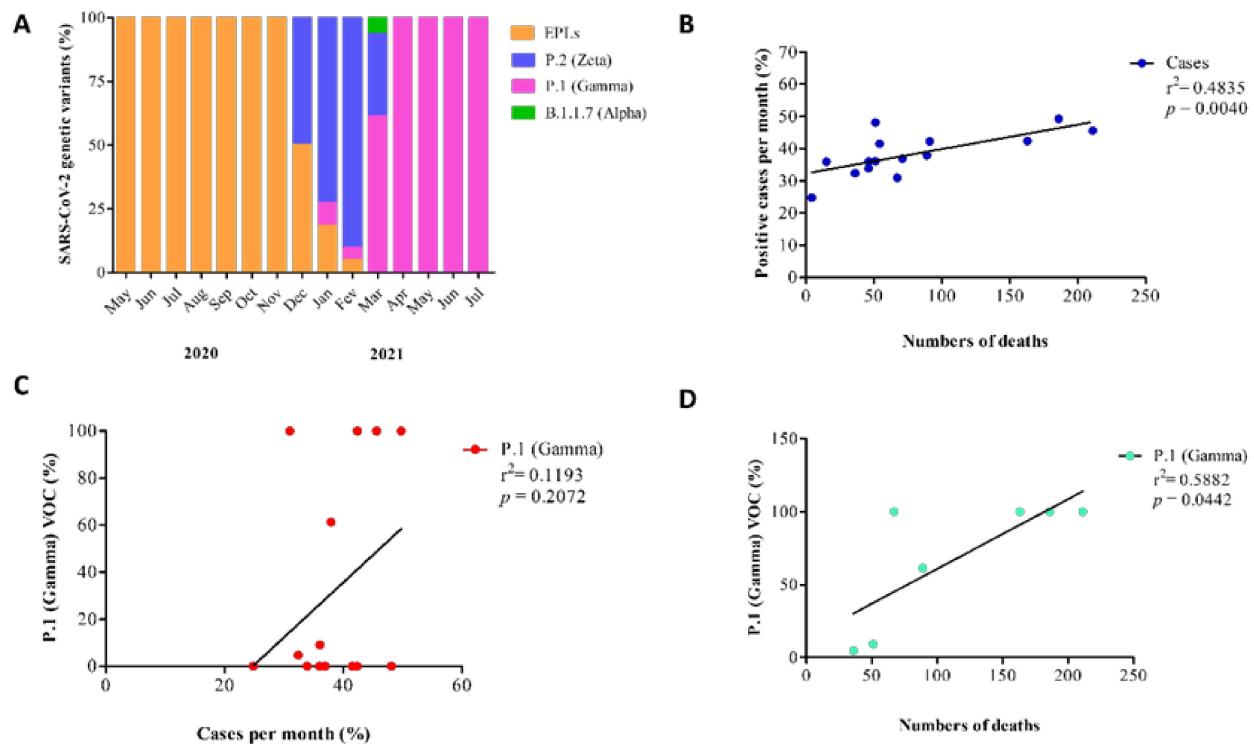 A
SARS-CoV-2 genetic variants (%)
100
75
50
25
0
May
Jun
Jul
Aug
Sep
Oct
Nov
Dec
Jan
Fev
Mar
Apr
May
Jun
Jul
2020
2021
EPLs
P.2 (Zeta)
P.1 (Gamma)
B.1.1.7 (Alpha)
B
Positive cases per month (%)
70
60
50
40
30
20
10
0
0
50
100
150
200
250
Numbers of deaths
Cases
r²= 0.4835
p = 0.0040
C
P.1 (Gamma) VOC (%)
100
80
60
40
20
0
0
20
40
60
Cases per month (%)
P.1 (Gamma)
r²= 0.1193
p = 0.2072
D
P.1 (Gamma) VOC (%)
150
100
50
0
0
50
100
150
200
250
Numbers of deaths
P.1 (Gamma)
r²= 0.5882
p = 0.0442